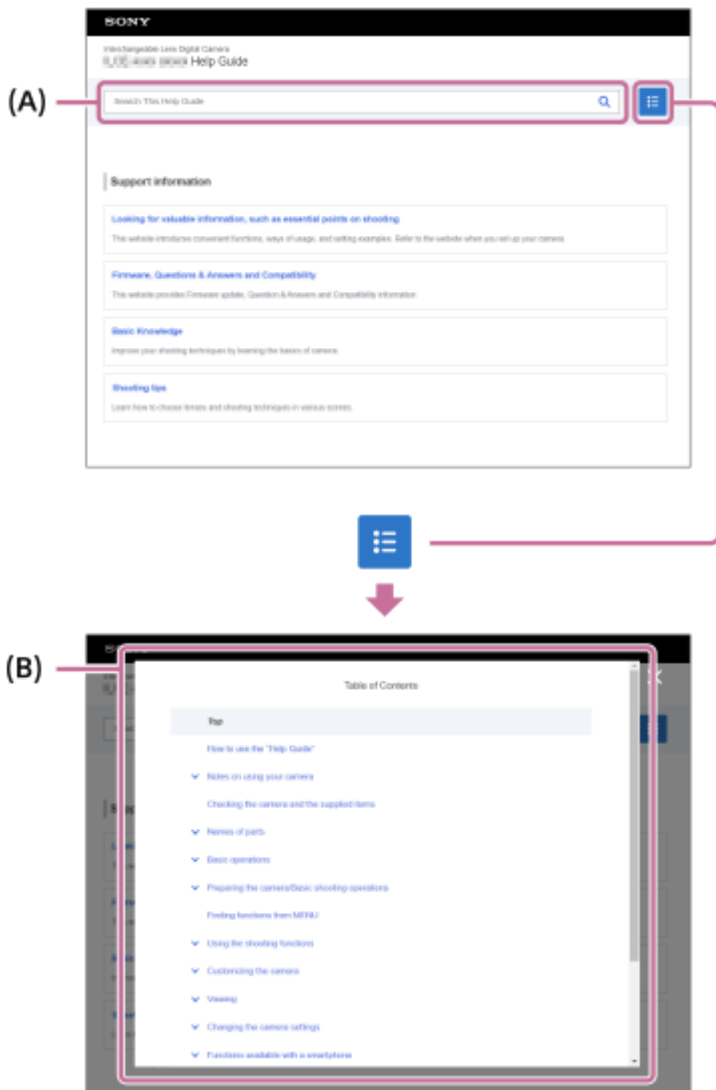 SONY
Interchangeable Lens Digital Camera
Help Guide
(A)
Search This Help Guide
Support information
Looking for valuable information, such as essential points on shooting
This website introduces convenient functions, ways of usage, and setting examples. Refer to the website when you set up your camera.
Firmware, Questions & Answers and Compatibility
This website provides Firmware update, Question & Answers and Compatibility information
Basic Knowledge
Improve your shooting techniques by learning the basics of camera.
Shooting tips
Learn how to choose lenses and shooting techniques in various scenes.
(B)
Table of Contents
Top
How to use the "Help Guide"
Notes on using your camera
Checking the camera and the supplied items
Names of parts
Basic operations
Preparing the camera/Basic shooting operations
Finding functions from MENU
Using the shooting functions
Customizing the camera
Viewing
Changing the camera settings
Functions available with a smartphone